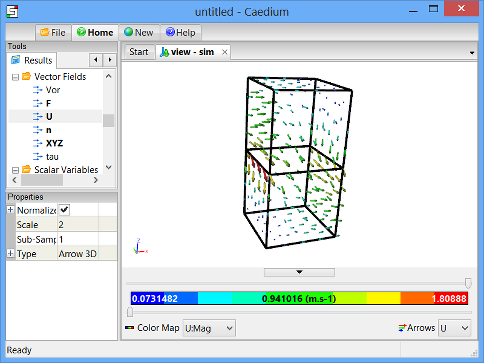 untitled - Caedium
File Home New Help
Tools
Results
Start view - sim
Vector Fields
Vor
F
U
n
XYZ
tau
Scalar Variables
Properties
Normalize
Scale 2
Sub-Samp 1
Type Arrow 3D
0.0731482 0.941016 (m.s-1) 1.80888
Color Map U:Mag Arrows U
Ready